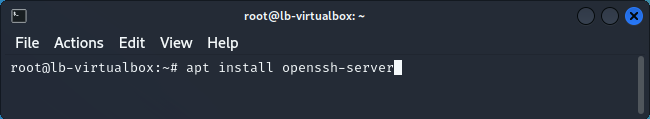 root@lb-virtualbox: ~
File Actions Edit View Help
root@lb-virtualbox:~# apt install openssh-server